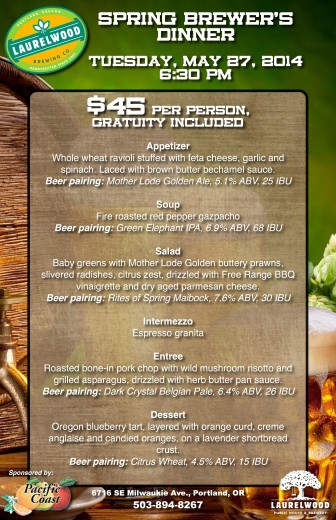 SPRING BREWER'S
DINNER
LAURELWOOD
BREWING CO.
TUESDAY, MAY 27, 2014
6:30 PM
$45 PER PERSON,
GRATUITY INCLUDED
Appetizer
Whole wheat ravioli stuffed with feta cheese, garlic and
spinach. Laced with brown butter bechamel sauce.
Beer pairing: Mother Lode Golden Ale, 5.1% ABV, 25 IBU
Soup
Fire roasted red pepper gazpacho
Beer pairing: Green Elephant IPA, 6.9% ABV, 68 IBU
Salad
Baby greens with Mother Lode Golden buttery prawns,
slivered radishes, citrus zest, drizzled with Free Range BBQ
vinaigrette and dry aged parmesan cheese.
Beer pairing: Rites of Spring Maibock, 7.6% ABV, 30 IBU
Intermezzo
Espresso granita
Entree
Roasted bone-in pork chop with wild mushroom risotto and
grilled asparagus, drizzled with herb butter pan sauce.
Beer pairing: Dark Crystal Belgian Pale, 6.4% ABV, 26 IBU
Dessert
Oregon blueberry tart, layered with orange curd, creme
anglaise and candied oranges, on a lavender shortbread
crust.
Beer pairing: Citrus Wheat, 4.5% ABV, 15 IBU
Sponsored by:
Pacific
Coast
6716 SE Milwaukie Ave., Portland, OR
503-894-8267
LAURELWOOD
PUBLIC HOUSE & BREWERY